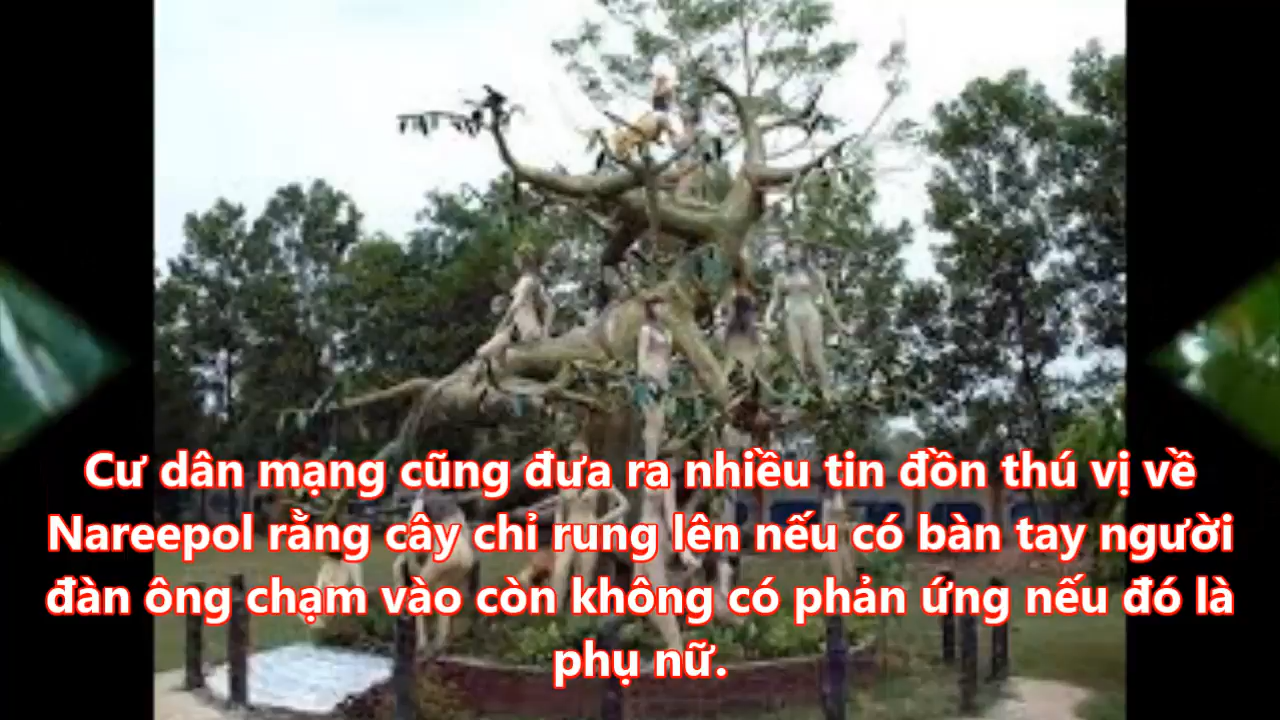 Cư dân mạng cũng đưa ra nhiều tin đồn thú vị về
Nareepol rằng cây chỉ rung lên nếu có bàn tay người
đàn ông chạm vào còn không có phản ứng nếu đó là
phụ nữ.